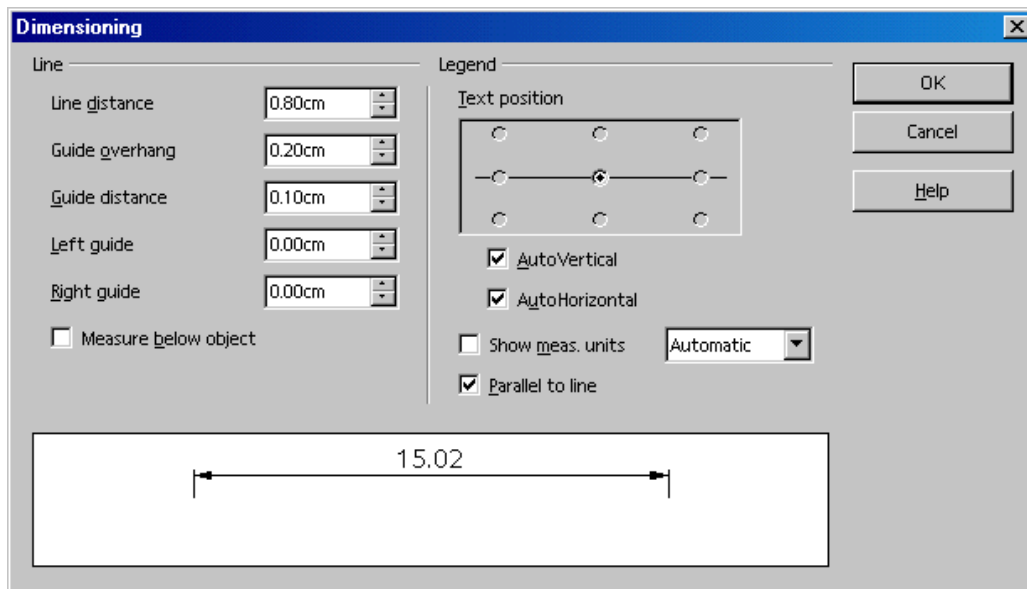 Dimensioning
Line
Line distance 0.80cm
Guide overhang 0.20cm
Guide distance 0.10cm
Left guide 0.00cm
Right guide 0.00cm
Measure below object
Legend
Text position
AutoVertical
AutoHorizontal
Show meas. units Automatic
Parallel to line
OK
Cancel
Help
15.02